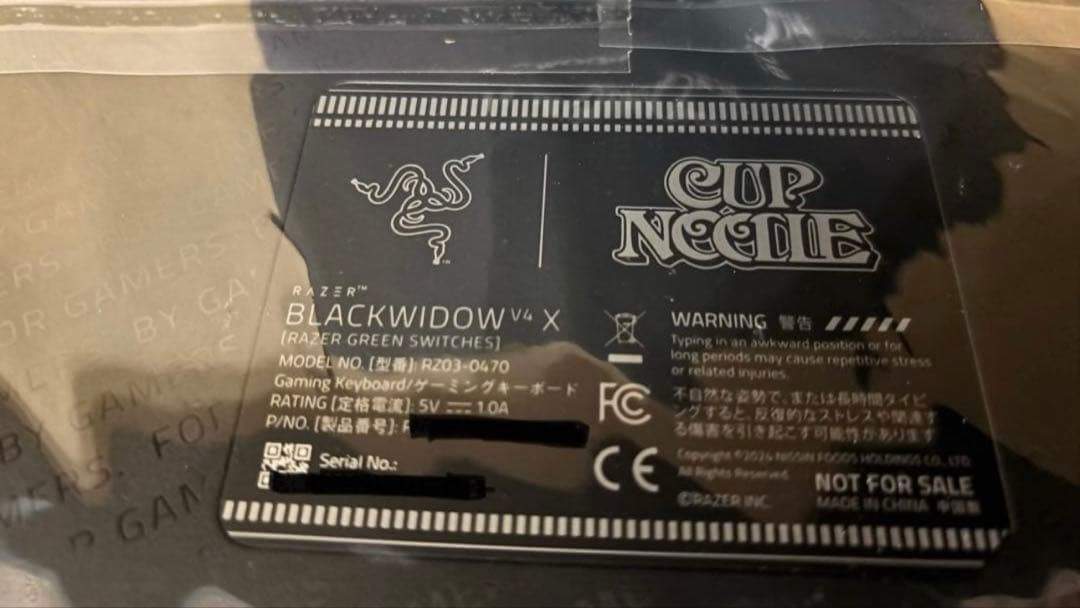 CUP
NOODLE
RAZER™
BLACKWIDOW V4 X
[RAZER GREEN SWITCHES]
MODEL NO. [型番]: RZ03-0470
Gaming Keyboard/ゲーミングキーボード
RATING [定格電流]: 5V ⎓ 1.0A
P/NO. [製品番号]:
Serial No.:
FC
CE
WARNING 警告
Typing in an awkward position or for
long periods may cause repetitive stress
or related injuries.
不自然な姿勢で、または長時間タイピ
ングすると、反復的なストレスや関連す
る傷害を引き起こす可能性があります
Copyright ©2024 NISSIN FOODS HOLDINGS CO., LTD.
All Rights Reserved.
©RAZER INC.
NOT FOR SALE
MADE IN CHINA 中国製
BY GAMERS.
FOR GAMERS.
BY GAMERS.